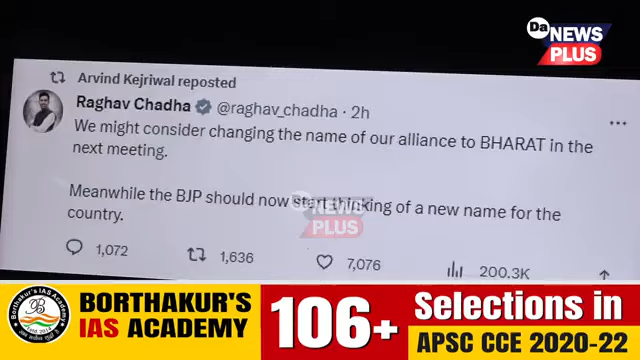 Da NEWS
PLUS
Arvind Kejriwal reposted
Raghav Chadha @raghav_chadha · 2h
We might consider changing the name of our alliance to BHARAT in the
next meeting.
Meanwhile the BJP should now start thinking of a new name for the
country.
Da NEWS
PLUS
1,072 1,636 7,076 200.3K
BORTHAKUR'S
IAS ACADEMY
106+
Selections in
APSC CCE 2020-22